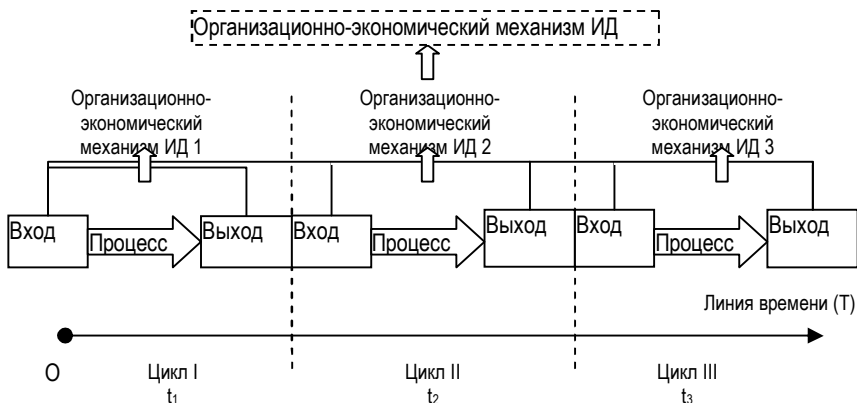 Организационно-экономический механизм ИД
Организационно-
экономический
механизм ИД 1
Организационно-
экономический
механизм ИД 2
Организационно-
экономический
механизм ИД 3
Вход
Процесс
Выход
Вход
Процесс
Выход
Вход
Процесс
Выход
Линия времени (Т)
О
Цикл I
t₁
Цикл II
t₂
Цикл III
t₃